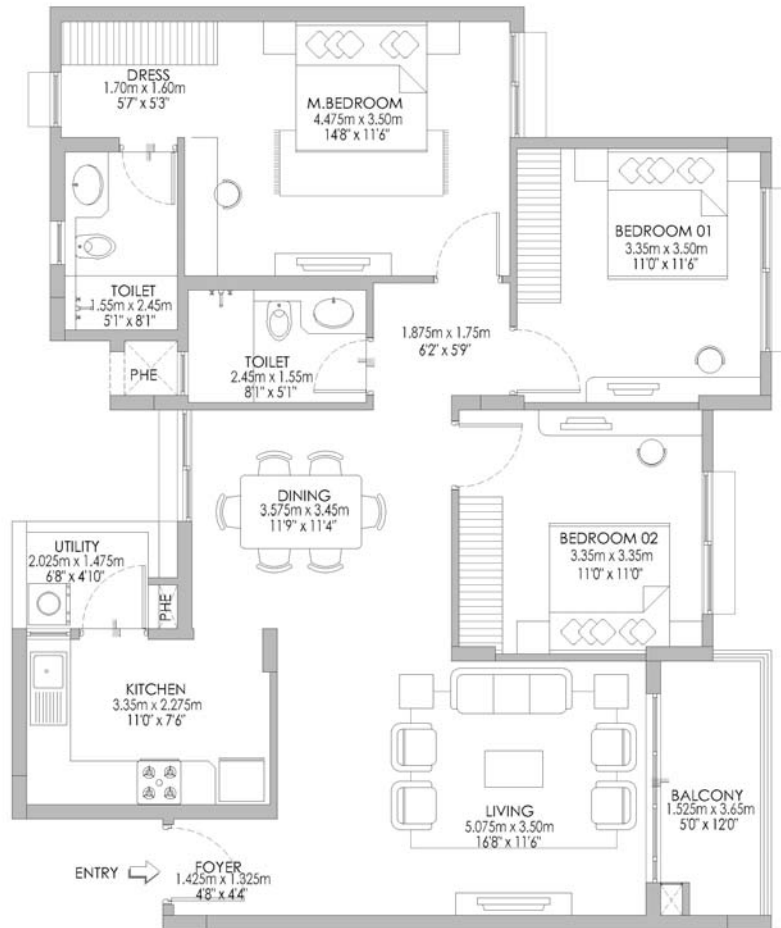 DRESS
1.70m x 1.60m
5'7" x 5'3"
M.BEDROOM
4.475m x 3.50m
14'8" x 11'6"
BEDROOM 01
3.35m x 3.50m
11'0" x 11'6"
TOILET
1.55m x 2.45m
5'1" x 8'1"
1.875m x 1.75m
6'2" x 5'9"
PHE
TOILET
2.45m x 1.55m
8'1" x 5'1"
DINING
3.575m x 3.45m
11'9" x 11'4"
BEDROOM 02
3.35m x 3.35m
11'0" x 11'0"
UTILITY
2.025m x 1.475m
6'8" x 4'10"
PHE
KITCHEN
3.35m x 2.275m
11'0" x 7'6"
LIVING
5.075m x 3.50m
16'8" x 11'6"
BALCONY
1.525m x 3.65m
5'0" x 12'0"
ENTRY
FOYER
1.425m x 1.325m
4'8" x 4'4"